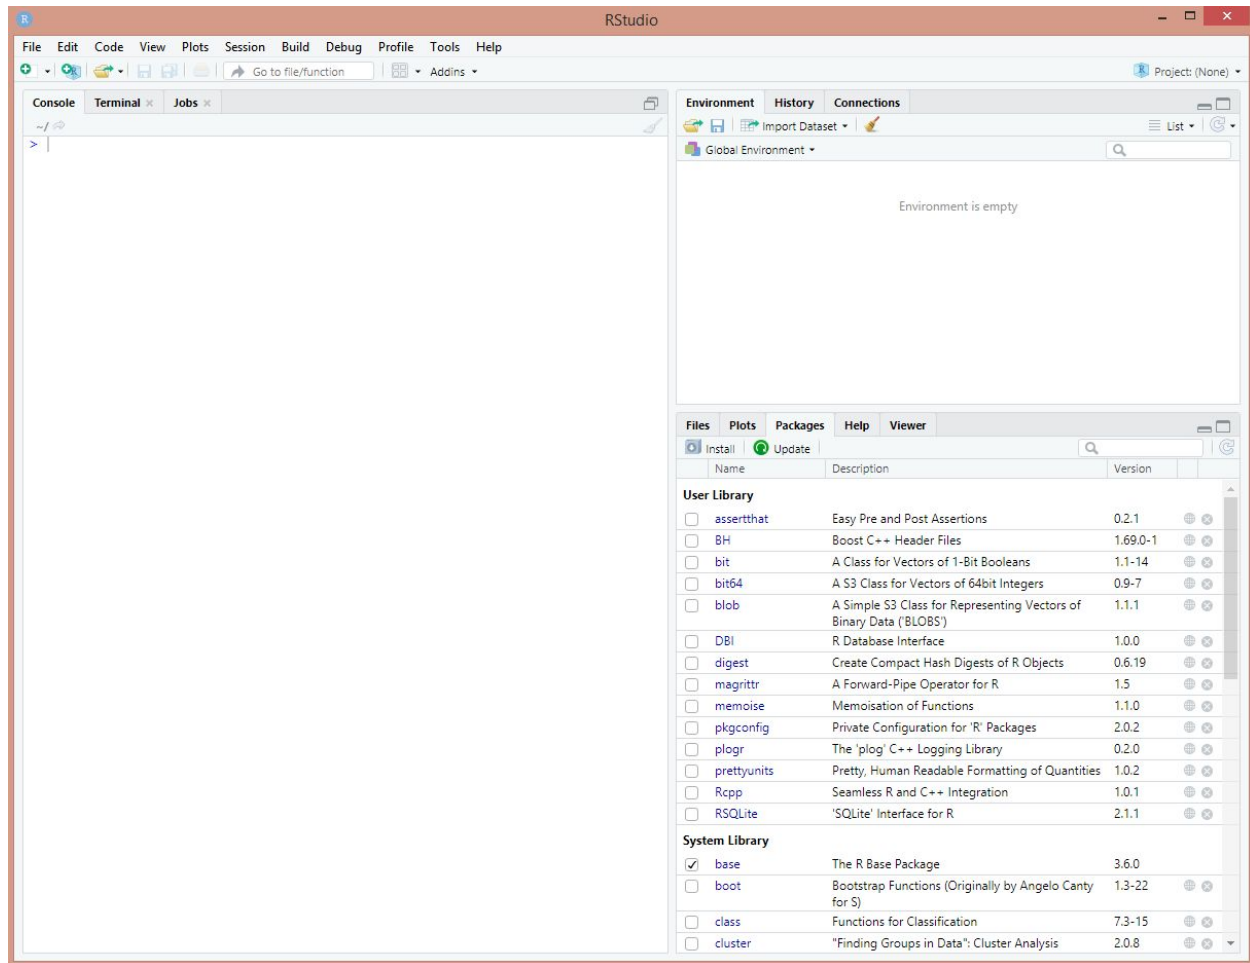 RStudio
File Edit Code View Plots Session Build Debug Profile Tools Help
Go to file/function Addins Project: (None)
Console Terminal Jobs
~/
>
Environment History Connections
Import Dataset List
Global Environment
Environment is empty
Files Plots Packages Help Viewer
Install Update
Name Description Version
User Library
assertthat Easy Pre and Post Assertions 0.2.1
BH Boost C++ Header Files 1.69.0-1
bit A Class for Vectors of 1-Bit Booleans 1.1-14
bit64 A S3 Class for Vectors of 64bit Integers 0.9-7
blob A Simple S3 Class for Representing Vectors of 1.1.1
Binary Data ('BLOBS')
DBI R Database Interface 1.0.0
digest Create Compact Hash Digests of R Objects 0.6.19
magrittr A Forward-Pipe Operator for R 1.5
memoise Memoisation of Functions 1.1.0
pkgconfig Private Configuration for 'R' Packages 2.0.2
plogr The 'plog' C++ Logging Library 0.2.0
prettyunits Pretty, Human Readable Formatting of Quantities 1.0.2
Rcpp Seamless R and C++ Integration 1.0.1
RSQLite 'SQLite' Interface for R 2.1.1
System Library
base The R Base Package 3.6.0
boot Bootstrap Functions (Originally by Angelo Canty 1.3-22
for S)
class Functions for Classification 7.3-15
cluster "Finding Groups in Data": Cluster Analysis 2.0.8